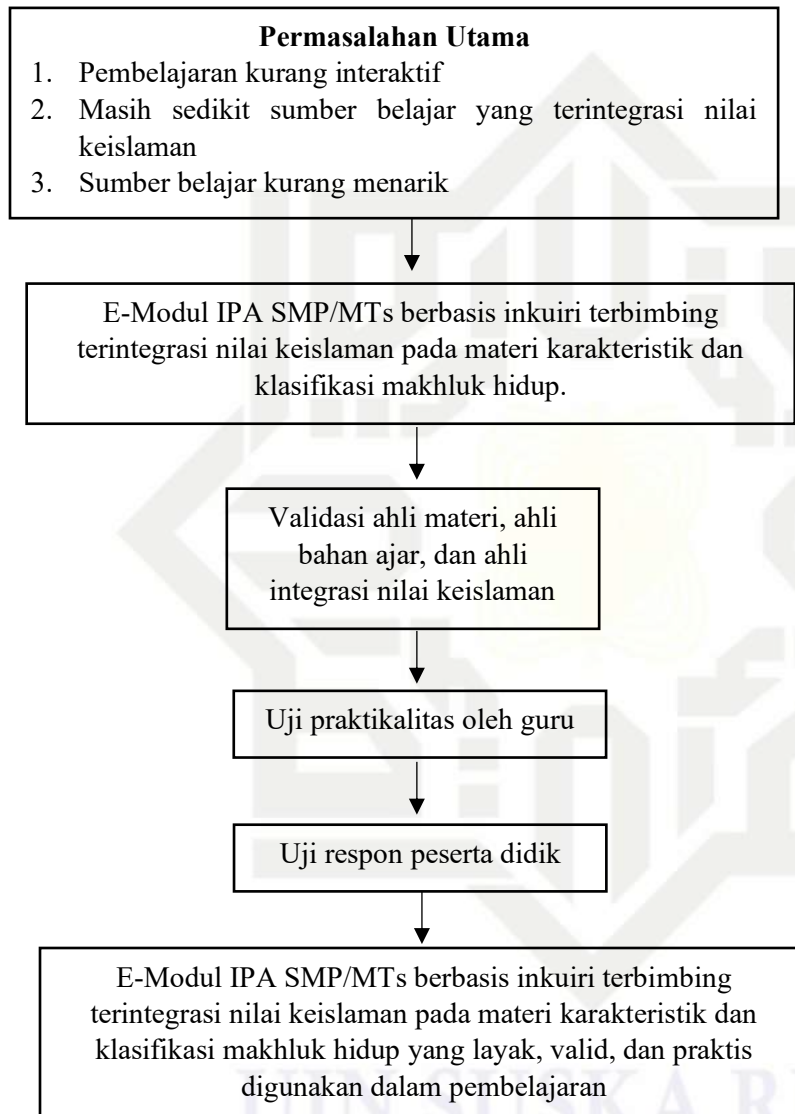 Permasalahan Utama
1. Pembelajaran kurang interaktif
2. Masih sedikit sumber belajar yang terintegrasi nilai
keislaman
3. Sumber belajar kurang menarik
E-Modul IPA SMP/MTs berbasis inkuiri terbimbing
terintegrasi nilai keislaman pada materi karakteristik dan
klasifikasi makhluk hidup.
Validasi ahli materi, ahli
bahan ajar, dan ahli
integrasi nilai keislaman
Uji praktikalitas oleh guru
Uji respon peserta didik
E-Modul IPA SMP/MTs berbasis inkuiri terbimbing
terintegrasi nilai keislaman pada materi karakteristik dan
klasifikasi makhluk hidup yang layak, valid, dan praktis
digunakan dalam pembelajaran
UIN SUSKA